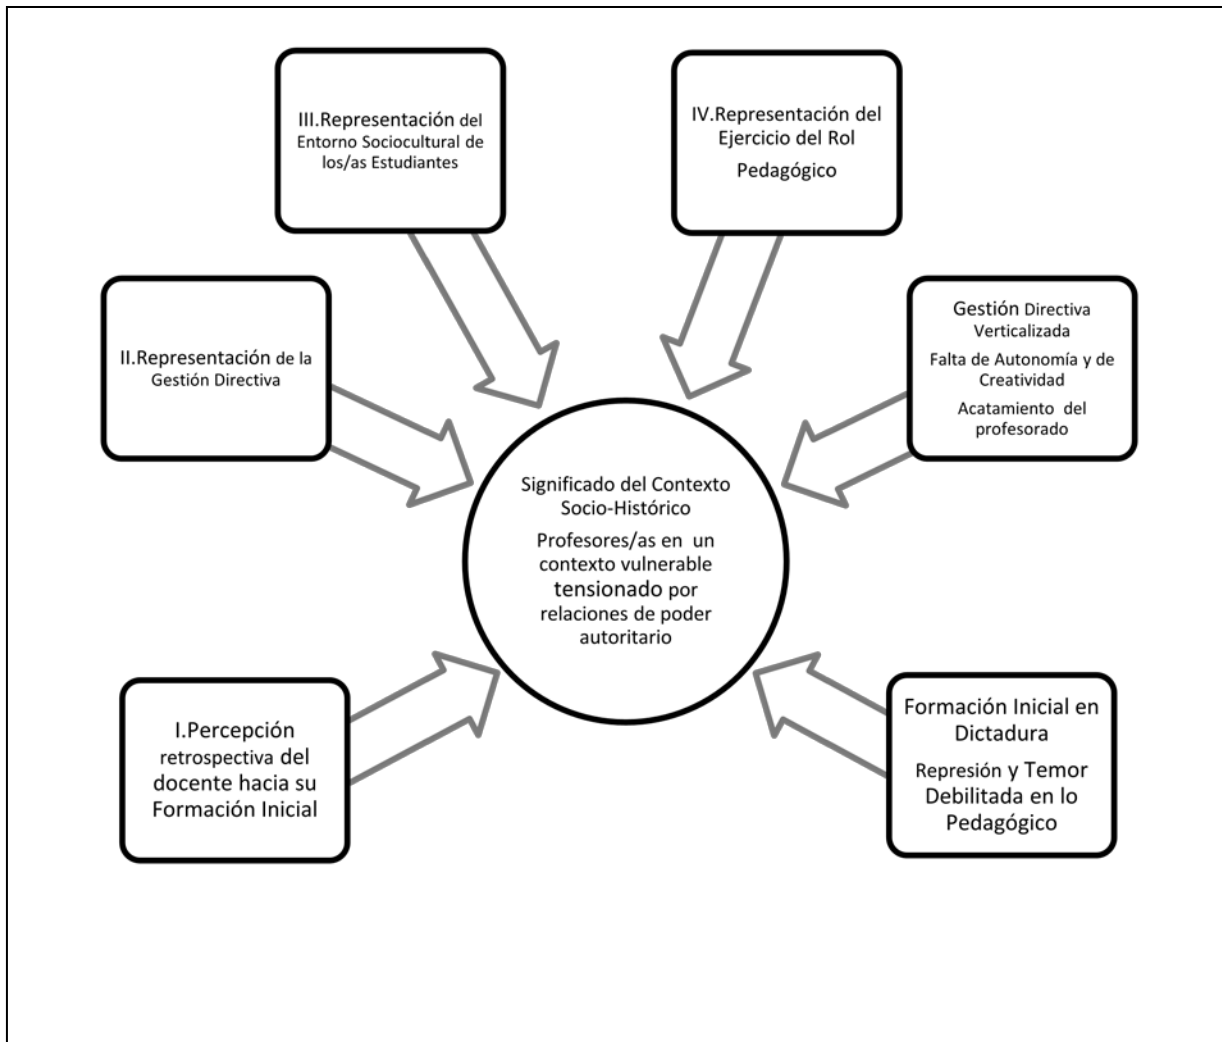 III.Representación del
Entorno Sociocultural de
los/as Estudiantes
IV.Representación del
Ejercicio del Rol
Pedagógico
II.Representación de la
Gestión Directiva
Gestión Directiva
Verticalizada
Falta de Autonomía y de
Creatividad
Acatamiento del
profesorado
Significado del Contexto
Socio-Histórico
Profesores/as en un
contexto vulnerable
tensionado por
relaciones de poder
autoritario
I.Percepción
retrospectiva del
docente hacia su
Formación Inicial
Formación Inicial en
Dictadura
Represión y Temor
Debilitada en lo
Pedagógico